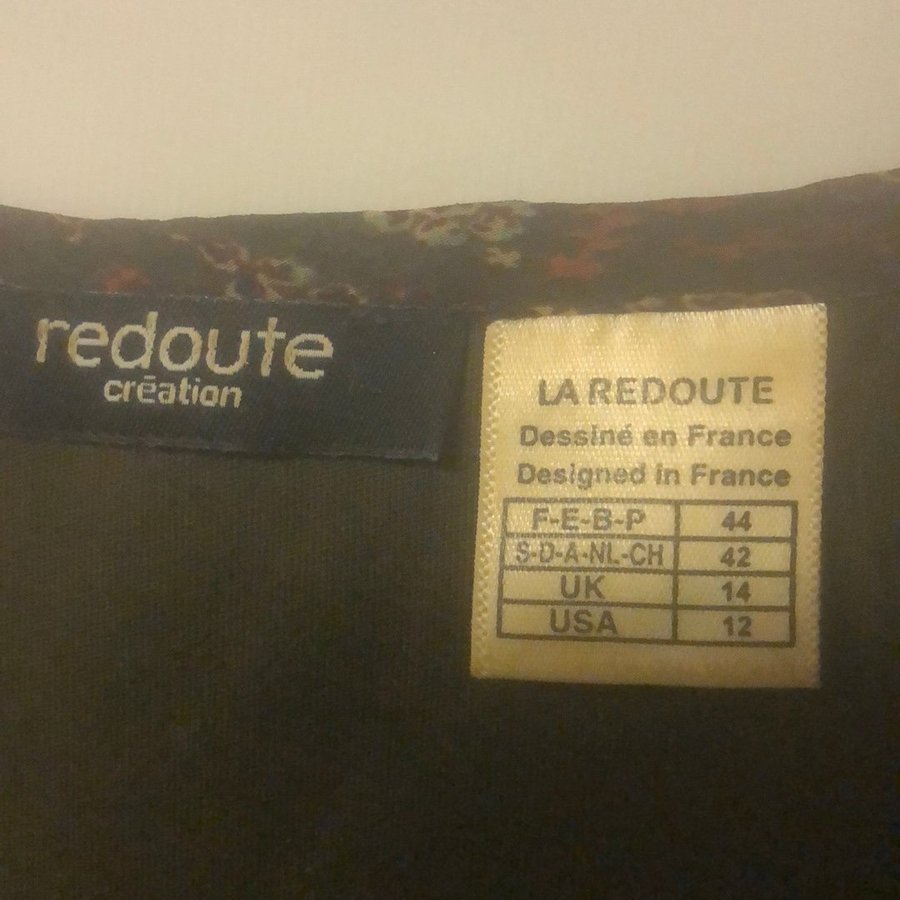 redoute
création
LA REDOUTE
Dessiné en France
Designed in France
F-E-B-P 44
S-D-A-NL-CH 42
UK 14
USA 12